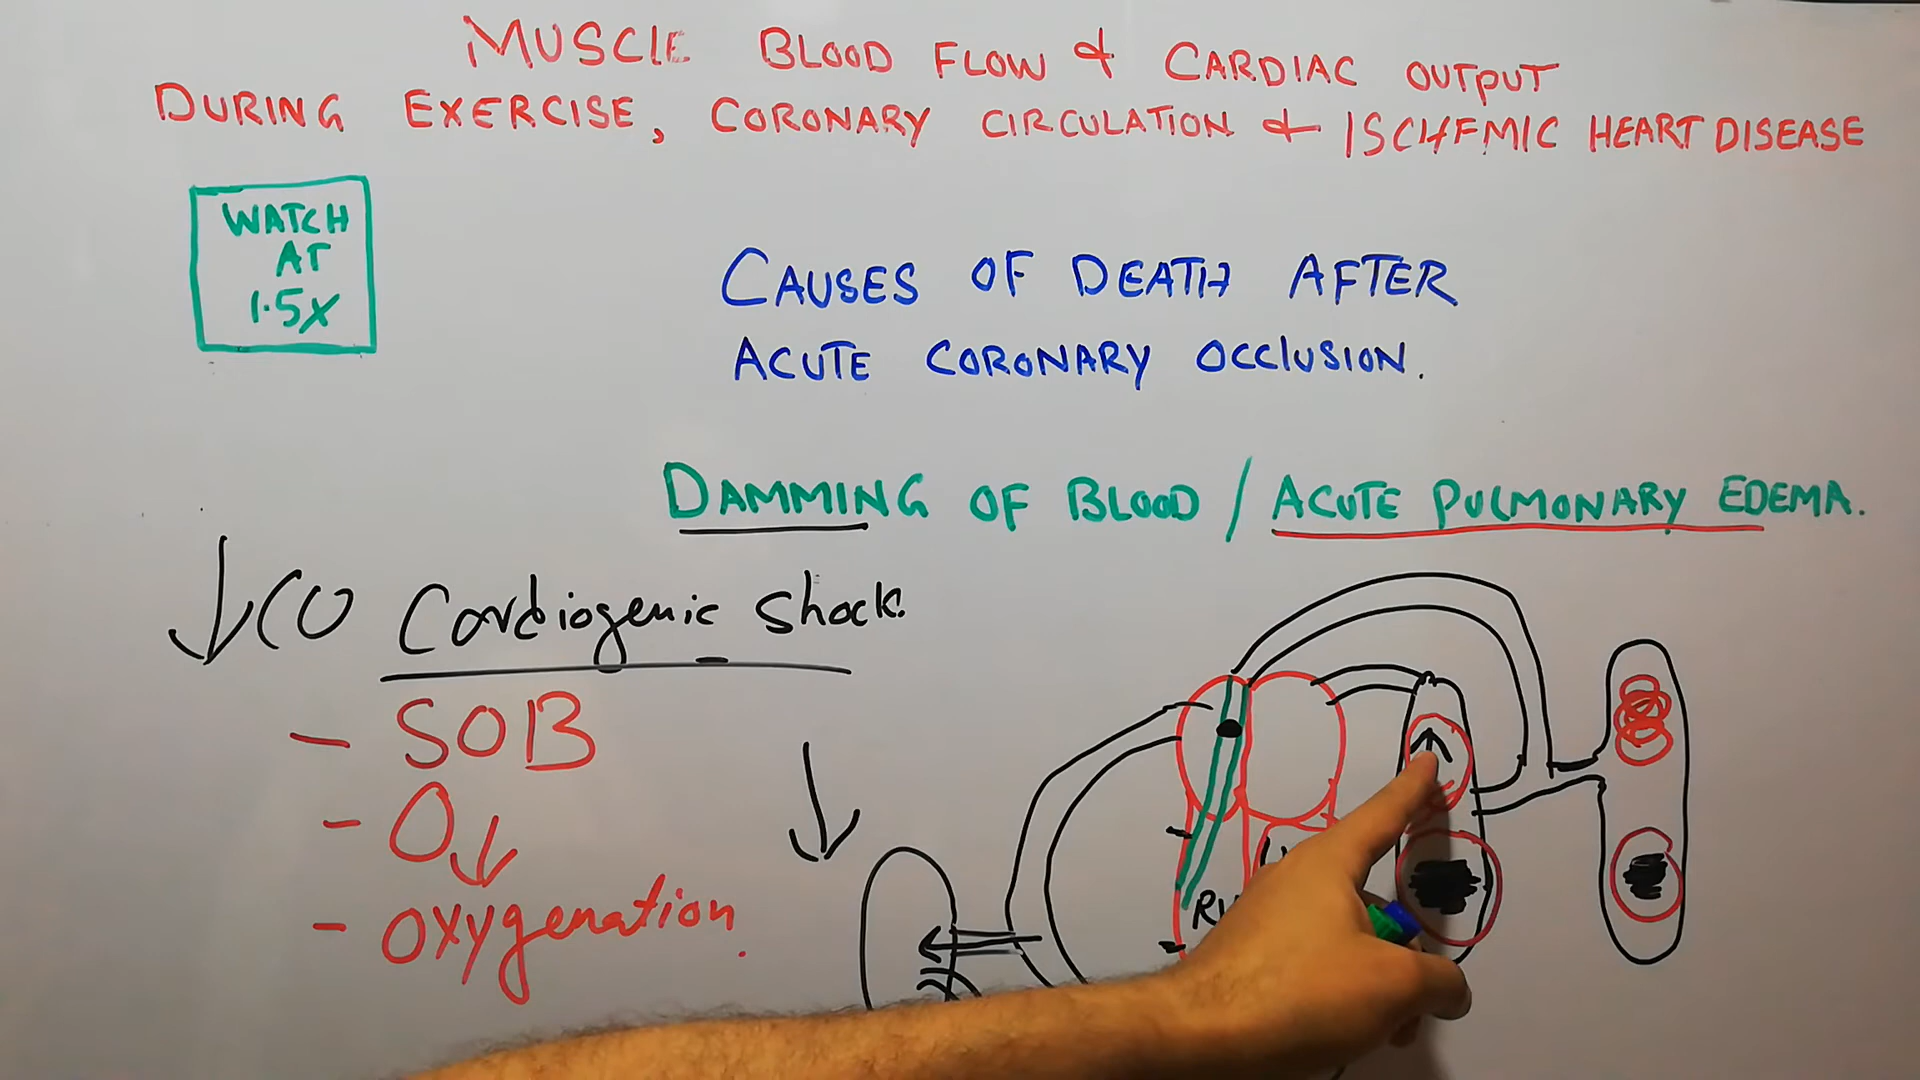 MUSCLE BLOOD FLOW & CARDIAC OUTPUT
DURING EXERCISE, CORONARY CIRCULATION & ISCHEMIC HEART DISEASE
WATCH
AT
1.5X
CAUSES OF DEATH AFTER
ACUTE CORONARY OCCLUSION.
DAMMING OF BLOOD / ACUTE PULMONARY EDEMA.
↓CO Cardiogenic shock.
- SOB
- O↓
- Oxygenation.